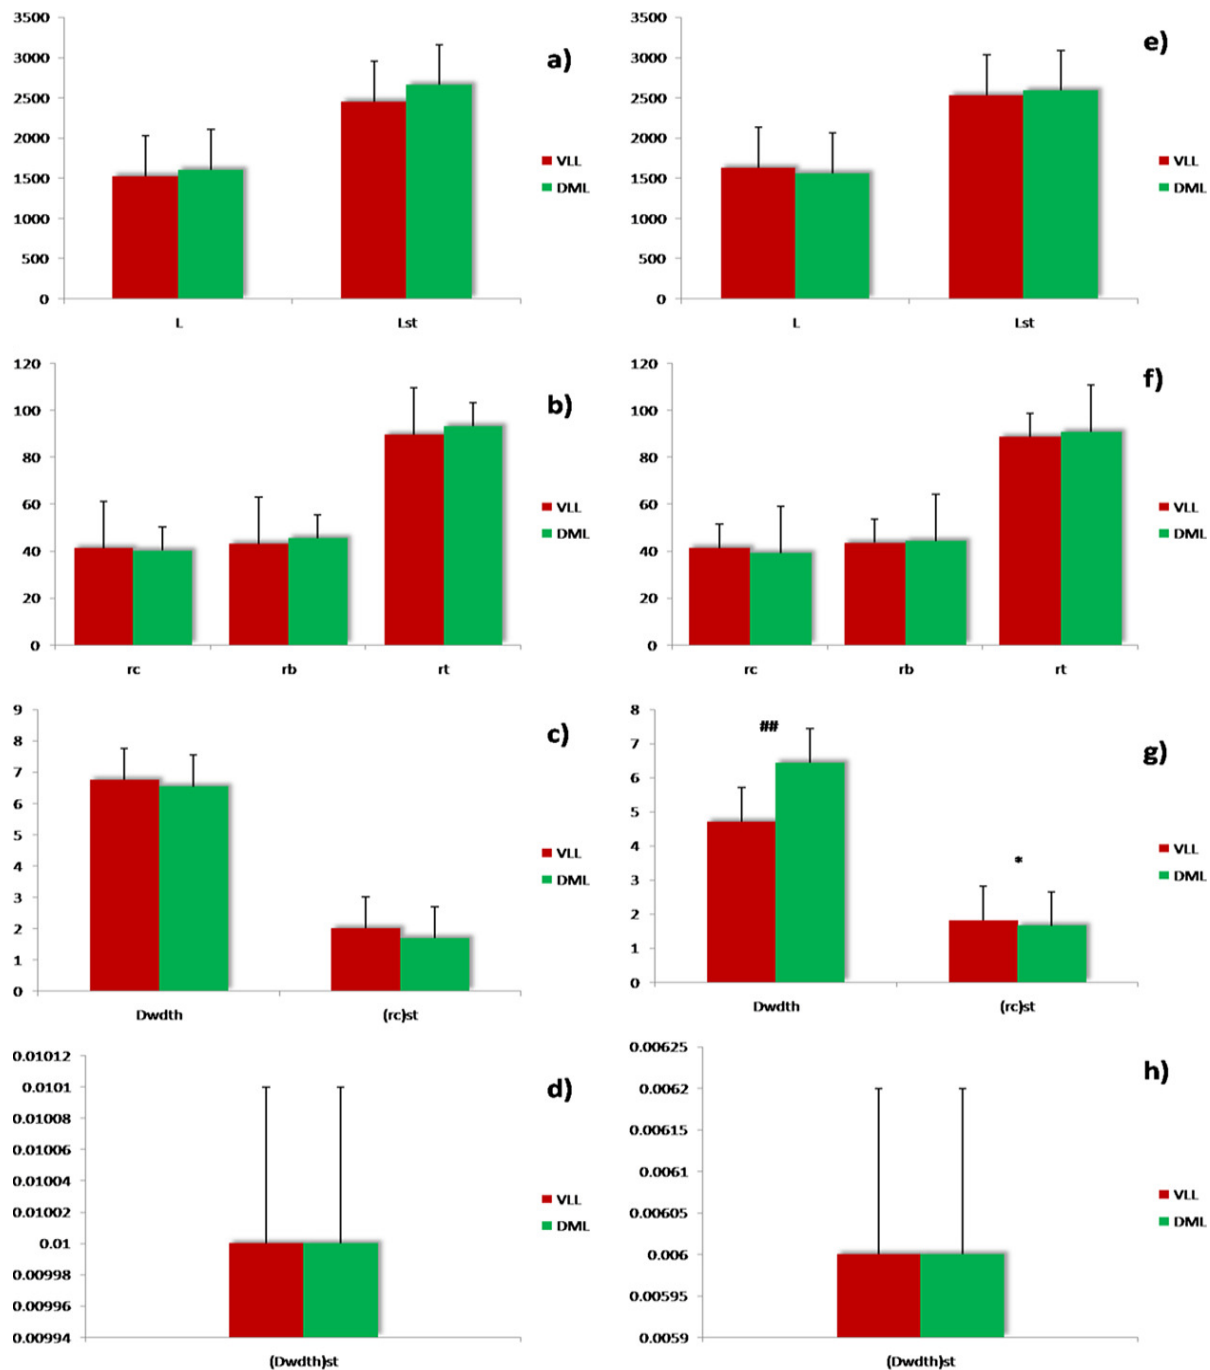 3500
3000
2500
2000
1500
1000
500
0
L
Lst
a)
VLL
DML
3500
3000
2500
2000
1500
1000
500
0
L
Lst
e)
VLL
DML
120
100
80
60
40
20
0
rc
rb
rt
b)
VLL
DML
120
100
80
60
40
20
0
rc
rb
rt
f)
VLL
DML
9
8
7
6
5
4
3
2
1
0
Dwdth
(rc)st
c)
VLL
DML
8
7
6
5
4
3
2
1
0
##
*
Dwdth
(rc)st
g)
VLL
DML
0.01012
0.0101
0.01008
0.01006
0.01004
0.01002
0.01
0.00998
0.00996
0.00994
(Dwdth)st
d)
VLL
DML
0.00625
0.0062
0.00615
0.0061
0.00605
0.006
0.00595
0.0059
(Dwdth)st
h)
VLL
DML